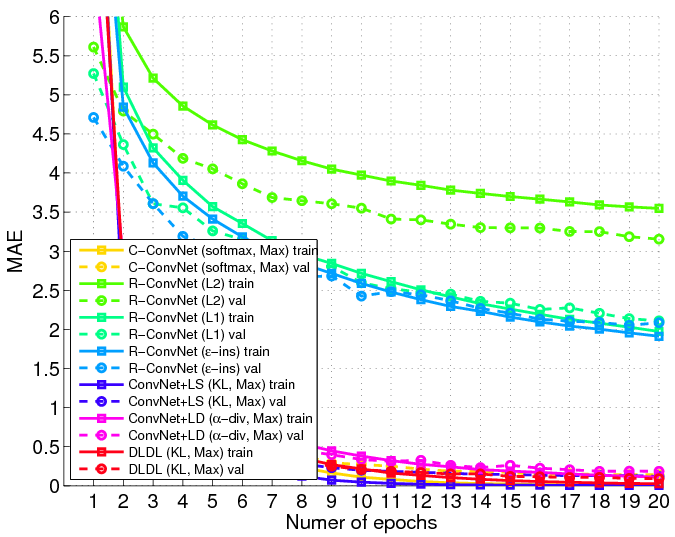 6
5.5
5
4.5
4
3.5
3
2.5
2
1.5
1
0.5
0
MAE
C−ConvNet (softmax, Max) train
C−ConvNet (softmax, Max) val
R−ConvNet (L2) train
R−ConvNet (L2) val
R−ConvNet (L1) train
R−ConvNet (L1) val
R−ConvNet (ε−ins) train
R−ConvNet (ε−ins) val
ConvNet+LS (KL, Max) train
ConvNet+LS (KL, Max) val
ConvNet+LD (α−div, Max) train
ConvNet+LD (α−div, Max) val
DLDL (KL, Max) train
DLDL (KL, Max) val
1 2 3 4 5 6 7 8 9 10 11 12 13 14 15 16 17 18 19 20
Numer of epochs